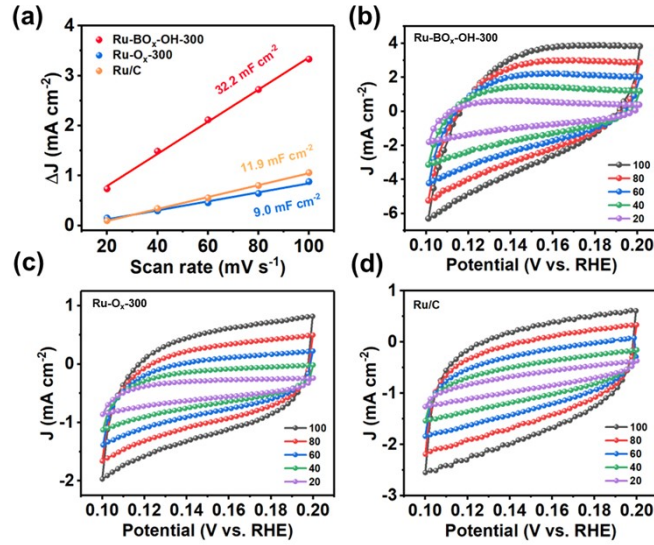 (a)
Ru-BOx-OH-300
Ru-Ox-300
Ru/C
32.2 mF cm-2
11.9 mF cm-2
9.0 mF cm-2
ΔJ (mA cm-2)
4
3
2
1
0
20 40 60 80 100
Scan rate (mV s-1)
(b)
Ru-BOx-OH-300
J (mA cm-2)
4
2
0
-2
-4
-6
100
80
60
40
20
0.10 0.12 0.14 0.16 0.18 0.20
Potential (V vs. RHE)
(c)
Ru-Ox-300
J (mA cm-2)
1
0
-1
-2
100
80
60
40
20
0.10 0.12 0.14 0.16 0.18 0.20
Potential (V vs. RHE)
(d)
Ru/C
J (mA cm-2)
1
0
-1
-2
-3
100
80
60
40
20
0.10 0.12 0.14 0.16 0.18 0.20
Potential (V vs. RHE)